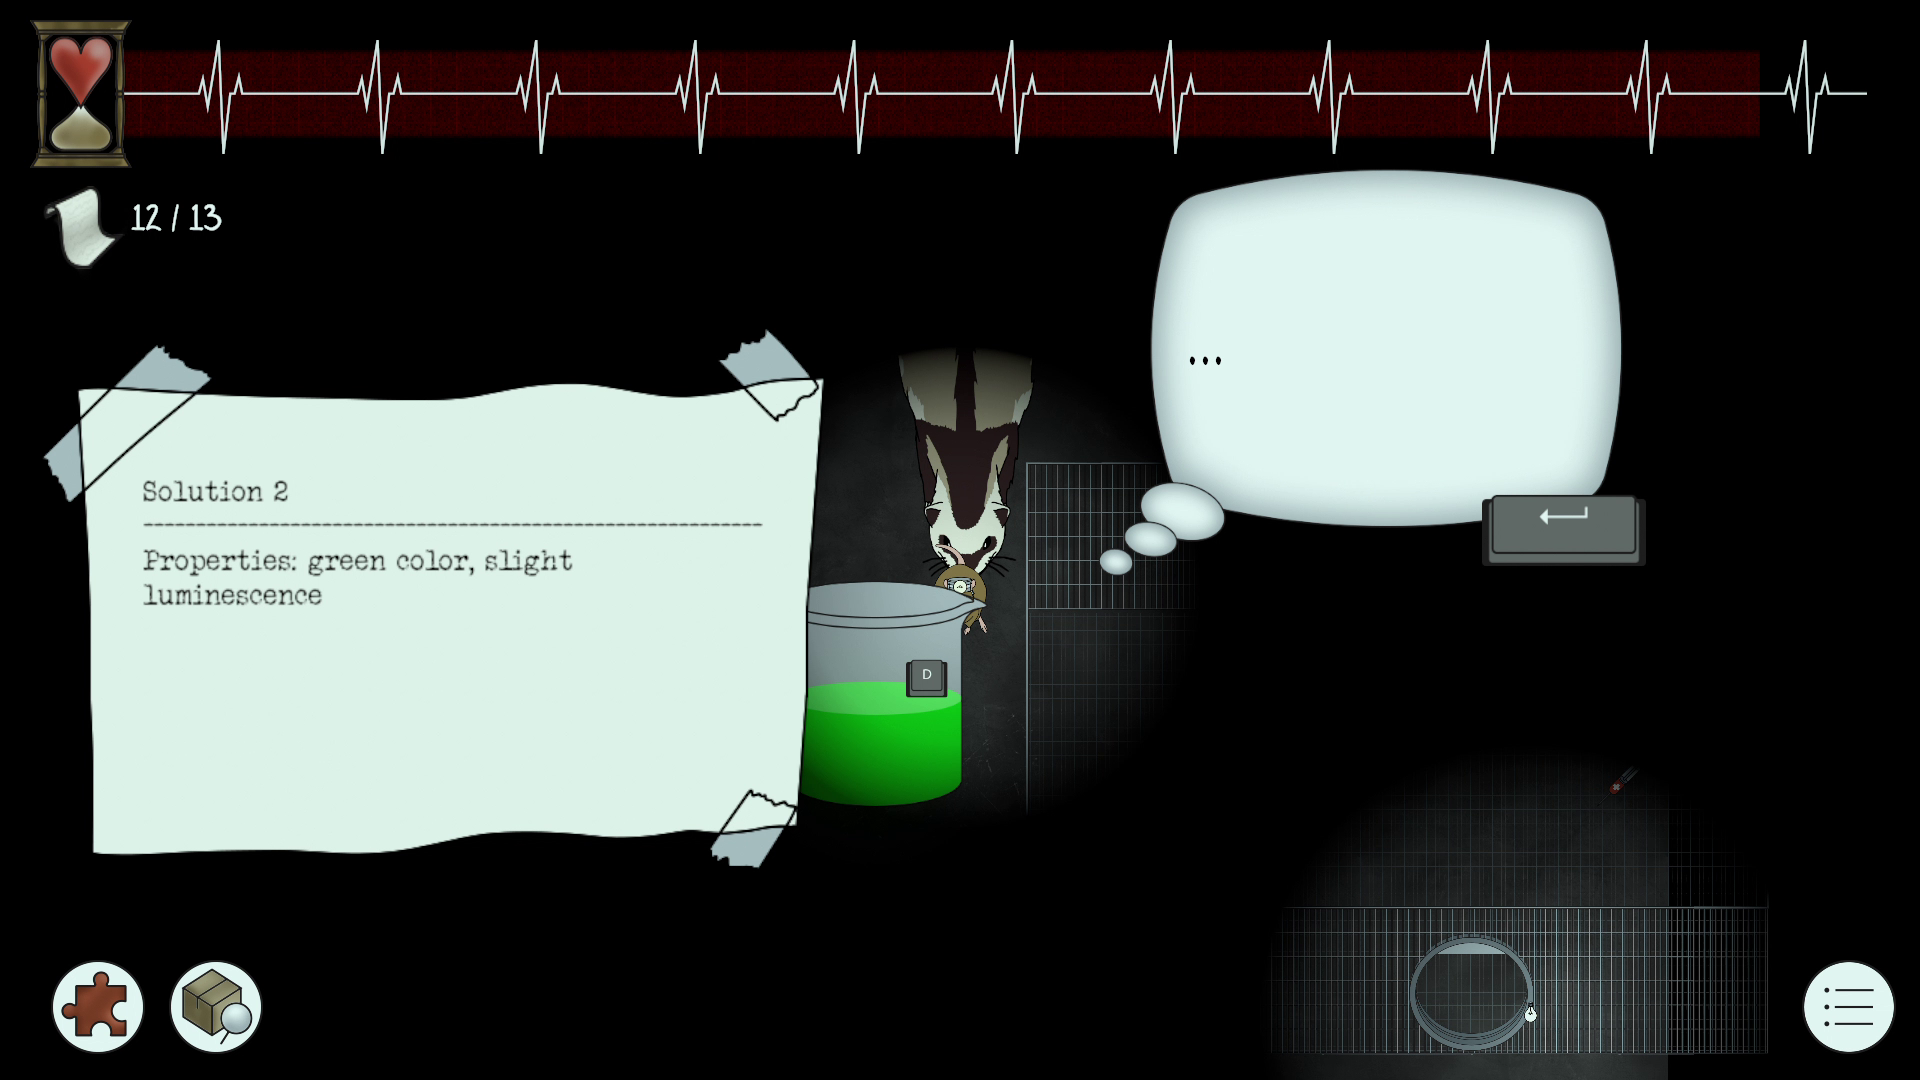 12 / 13
...
Solution 2
Properties: green color, slight
luminescence
D